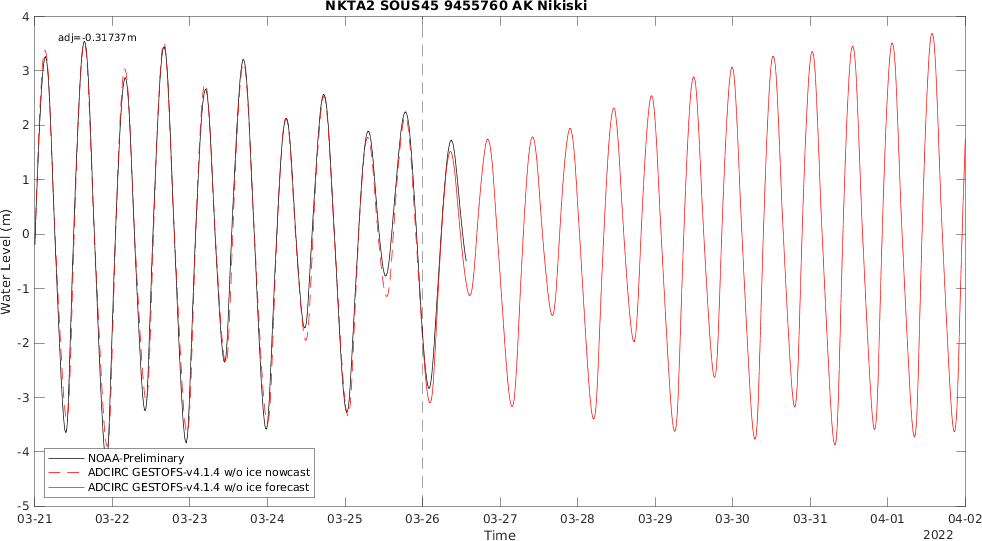 NKTA2 SOUS45 9455760 AK Nikiski
adj=-0.31737m
4
3
2
1
0
-1
-2
-3
-4
-5
Water Level (m)
NOAA-Preliminary
ADCIRC GESTOFS-v4.1.4 w/o ice nowcast
ADCIRC GESTOFS-v4.1.4 w/o ice forecast
03-21 03-22 03-23 03-24 03-25 03-26 03-27 03-28 03-29 03-30 03-31 04-01 04-02
Time
2022